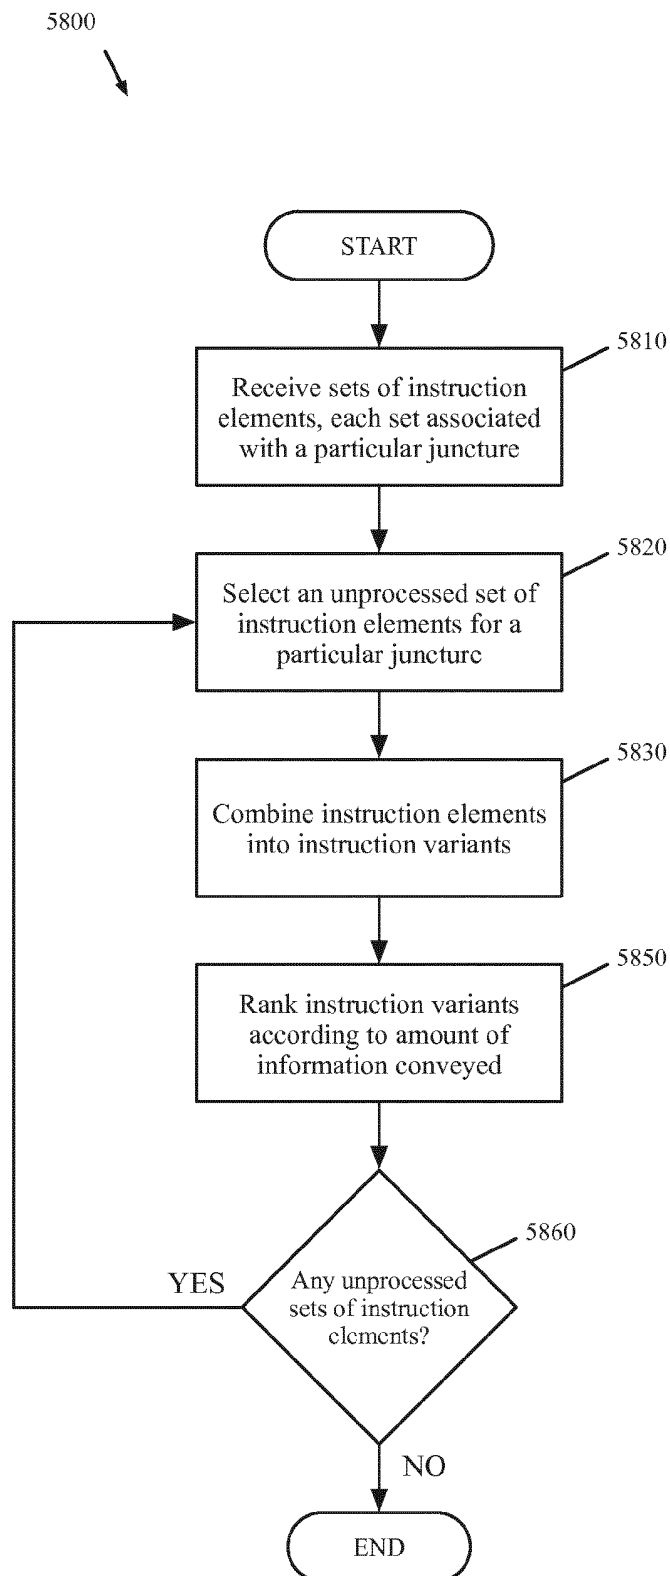 5800
START
5810
Receive sets of instruction
elements, each set associated
with a particular juncture
5820
Select an unprocessed set of
instruction elements for a
particular juncture
5830
Combine instruction elements
into instruction variants
5850
Rank instruction variants
according to amount of
information conveyed
5860
YES
Any unprocessed
sets of instruction
elements?
NO
END